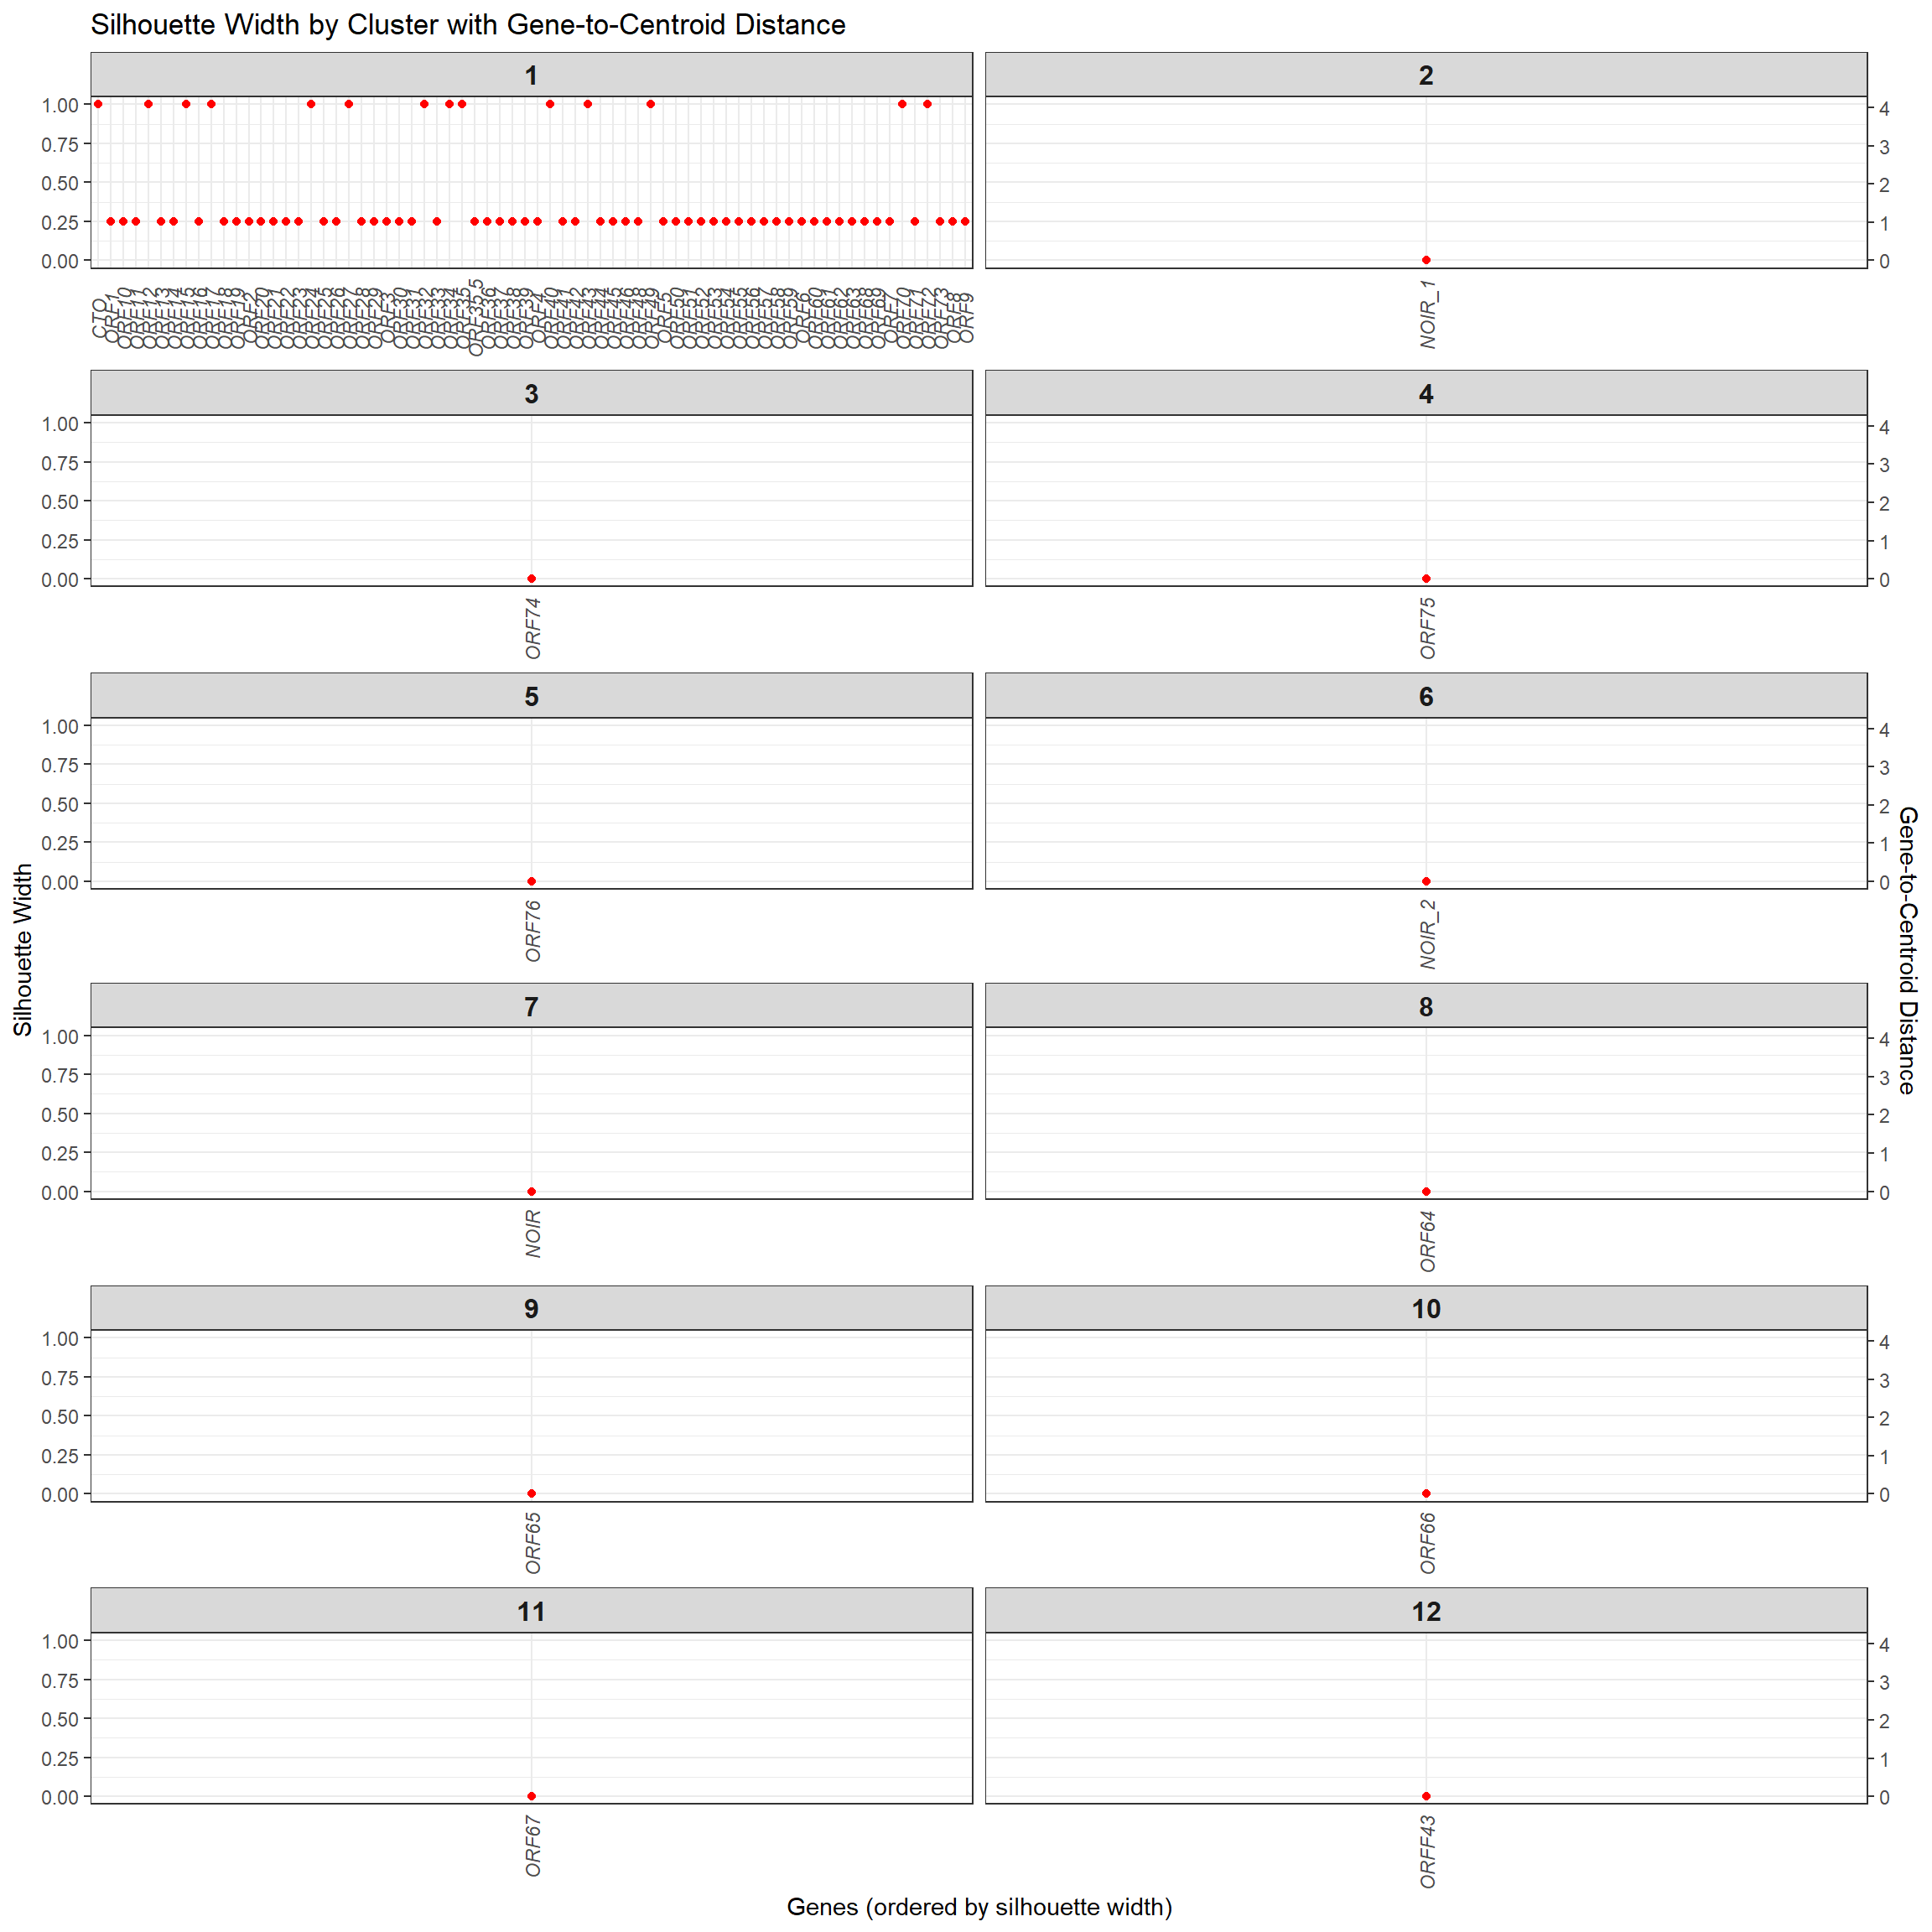 Silhouette Width by Cluster with Gene-to-Centroid Distance
1
2
1.00
0.75
0.50
0.25
0.00
4
3
2
1
0
CTO
ORF1
ORF10
ORF11
ORF12
ORF13
ORF14
ORF15
ORF16
ORF17
ORF18
ORF19
ORF2
ORF20
ORF21
ORF22
ORF23
ORF24
ORF25
ORF26
ORF27
ORF28
ORF29
ORF3
ORF30
ORF31
ORF32
ORF33
ORF34
ORF35
ORF35.5
ORF36
ORF37
ORF38
ORF39
ORF4
ORF40
ORF41
ORF42
ORF43
ORF44
ORF45
ORF46
ORF48
ORF49
ORF5
ORF50
ORF51
ORF52
ORF53
ORF54
ORF55
ORF56
ORF57
ORF58
ORF59
ORF6
ORF60
ORF61
ORF62
ORF63
ORF68
ORF69
ORF7
ORF70
ORF71
ORF72
ORF73
ORF8
ORF9
NOIR_1
3
4
1.00
0.75
0.50
0.25
0.00
4
3
2
1
0
ORF74
ORF75
5
6
1.00
0.75
0.50
0.25
0.00
4
3
2
1
0
ORF76
NOIR_2
Silhouette Width
Gene-to-Centroid Distance
7
8
1.00
0.75
0.50
0.25
0.00
4
3
2
1
0
NOIR
ORF64
9
10
1.00
0.75
0.50
0.25
0.00
4
3
2
1
0
ORF65
ORF66
11
12
1.00
0.75
0.50
0.25
0.00
4
3
2
1
0
ORF67
ORFF43
Genes (ordered by silhouette width)